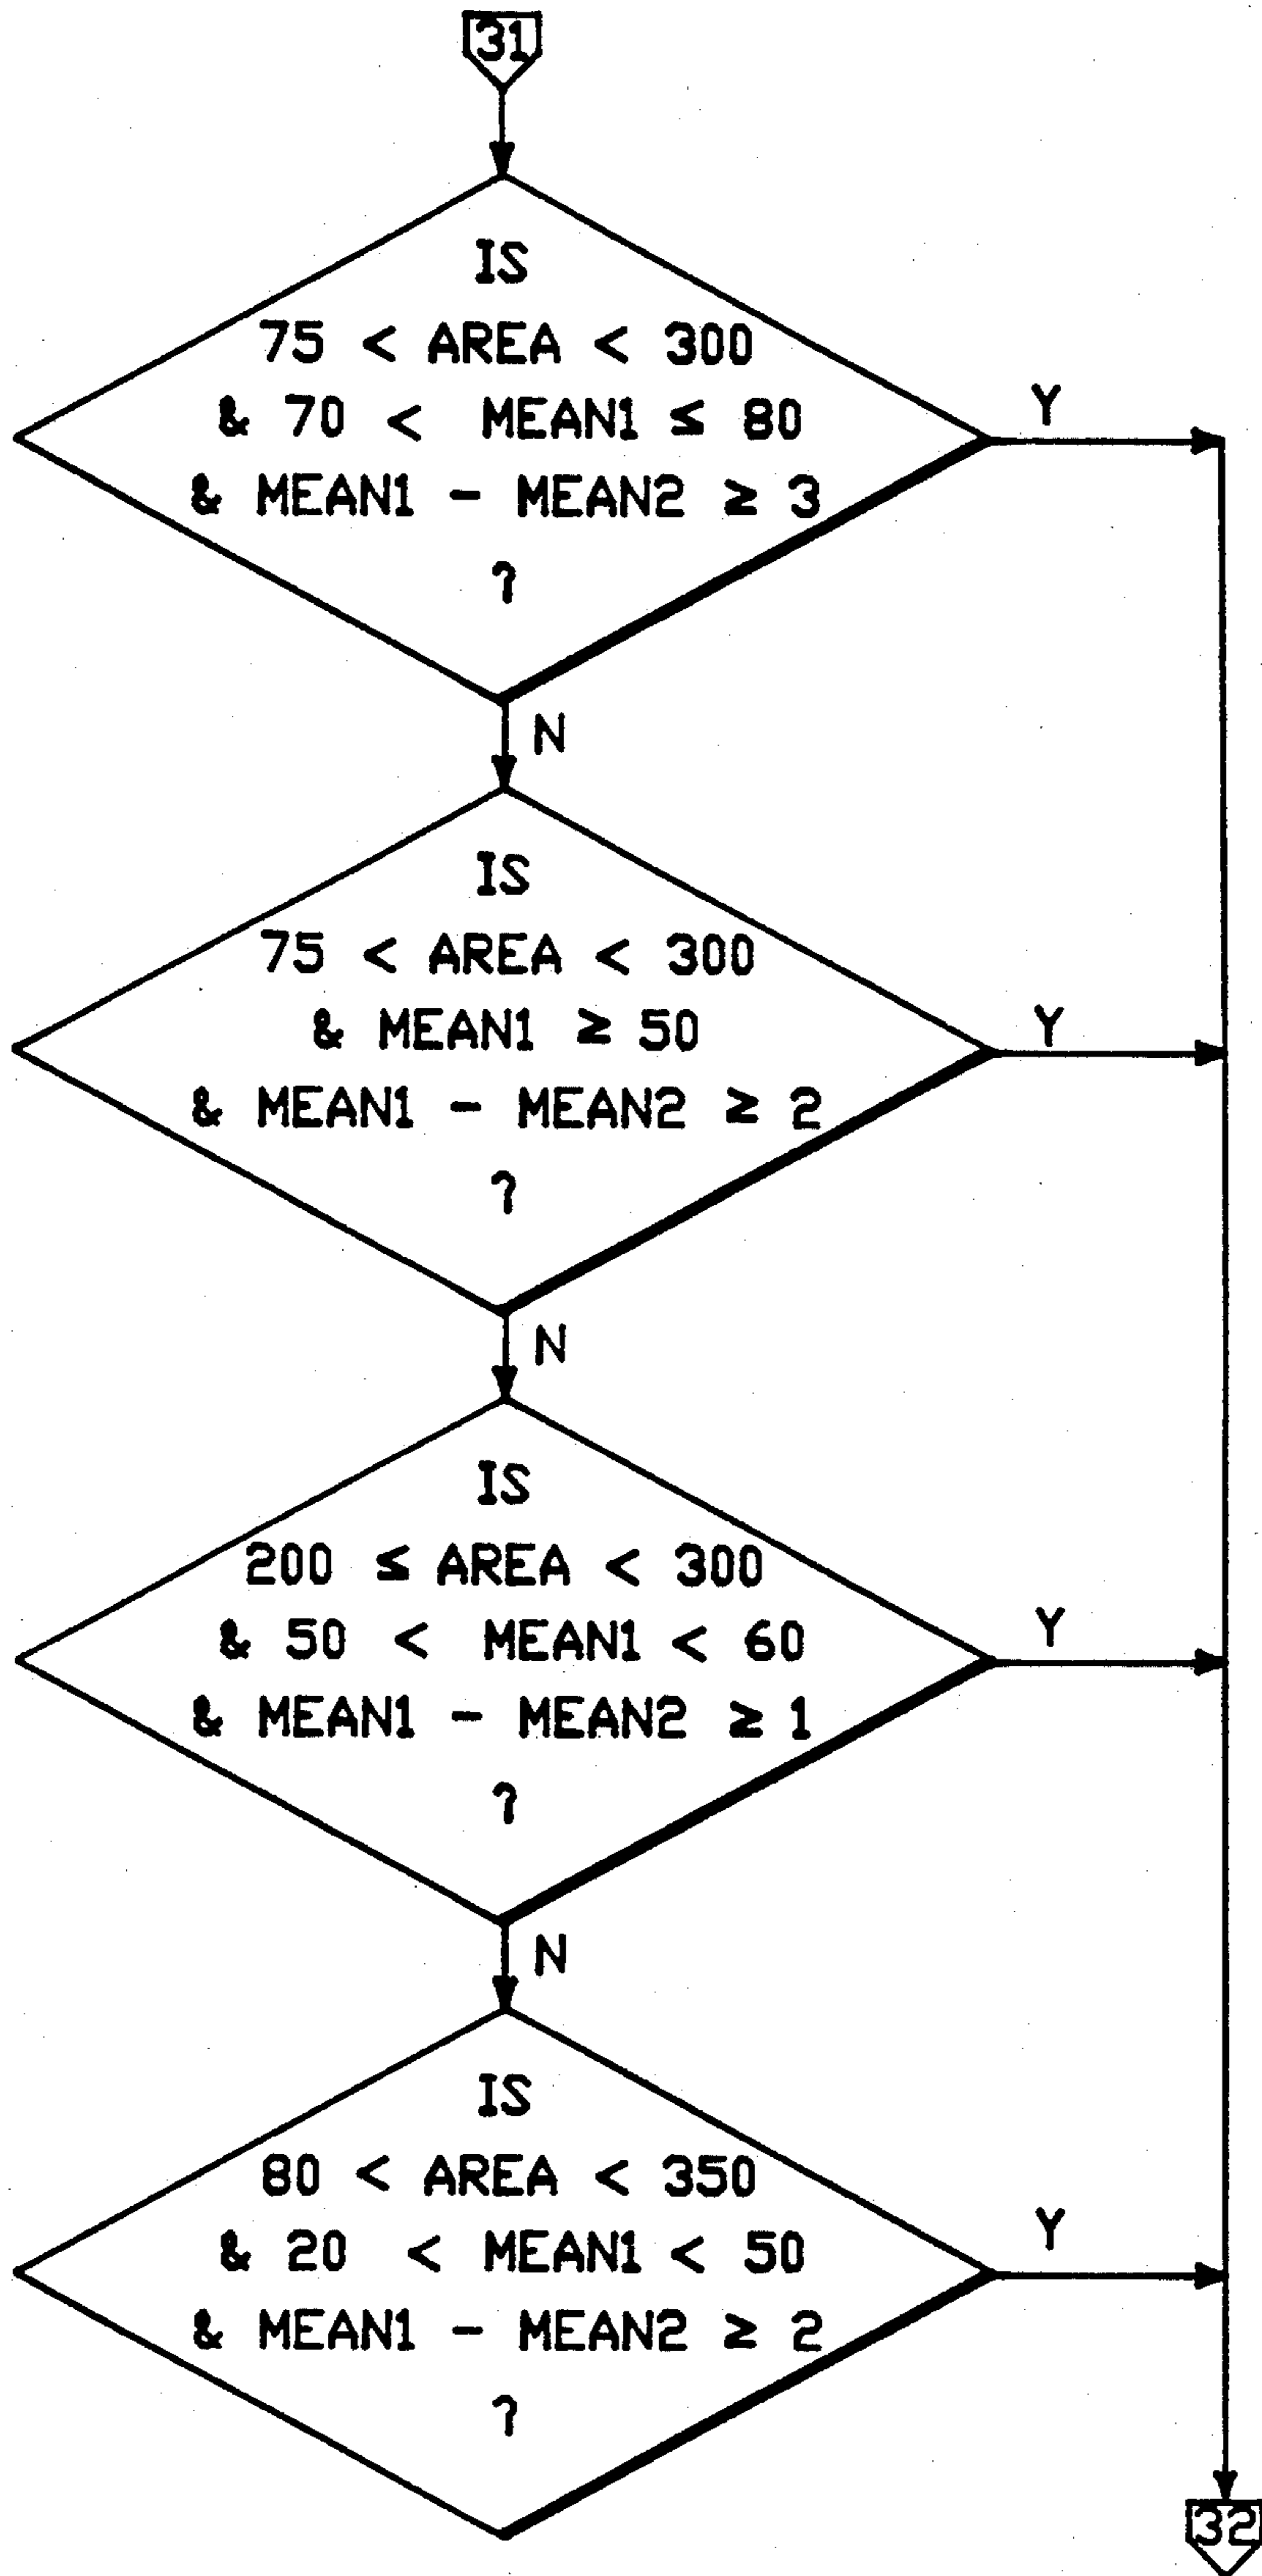 31
IS
75 < AREA < 300
& 70 < MEAN1 ≤ 80
& MEAN1 - MEAN2 ≥ 3
?
Y
N
IS
75 < AREA < 300
& MEAN1 ≥ 50
& MEAN1 - MEAN2 ≥ 2
?
Y
N
IS
200 ≤ AREA < 300
& 50 < MEAN1 < 60
& MEAN1 - MEAN2 ≥ 1
?
Y
N
IS
80 < AREA < 350
& 20 < MEAN1 < 50
& MEAN1 - MEAN2 ≥ 2
?
Y
32